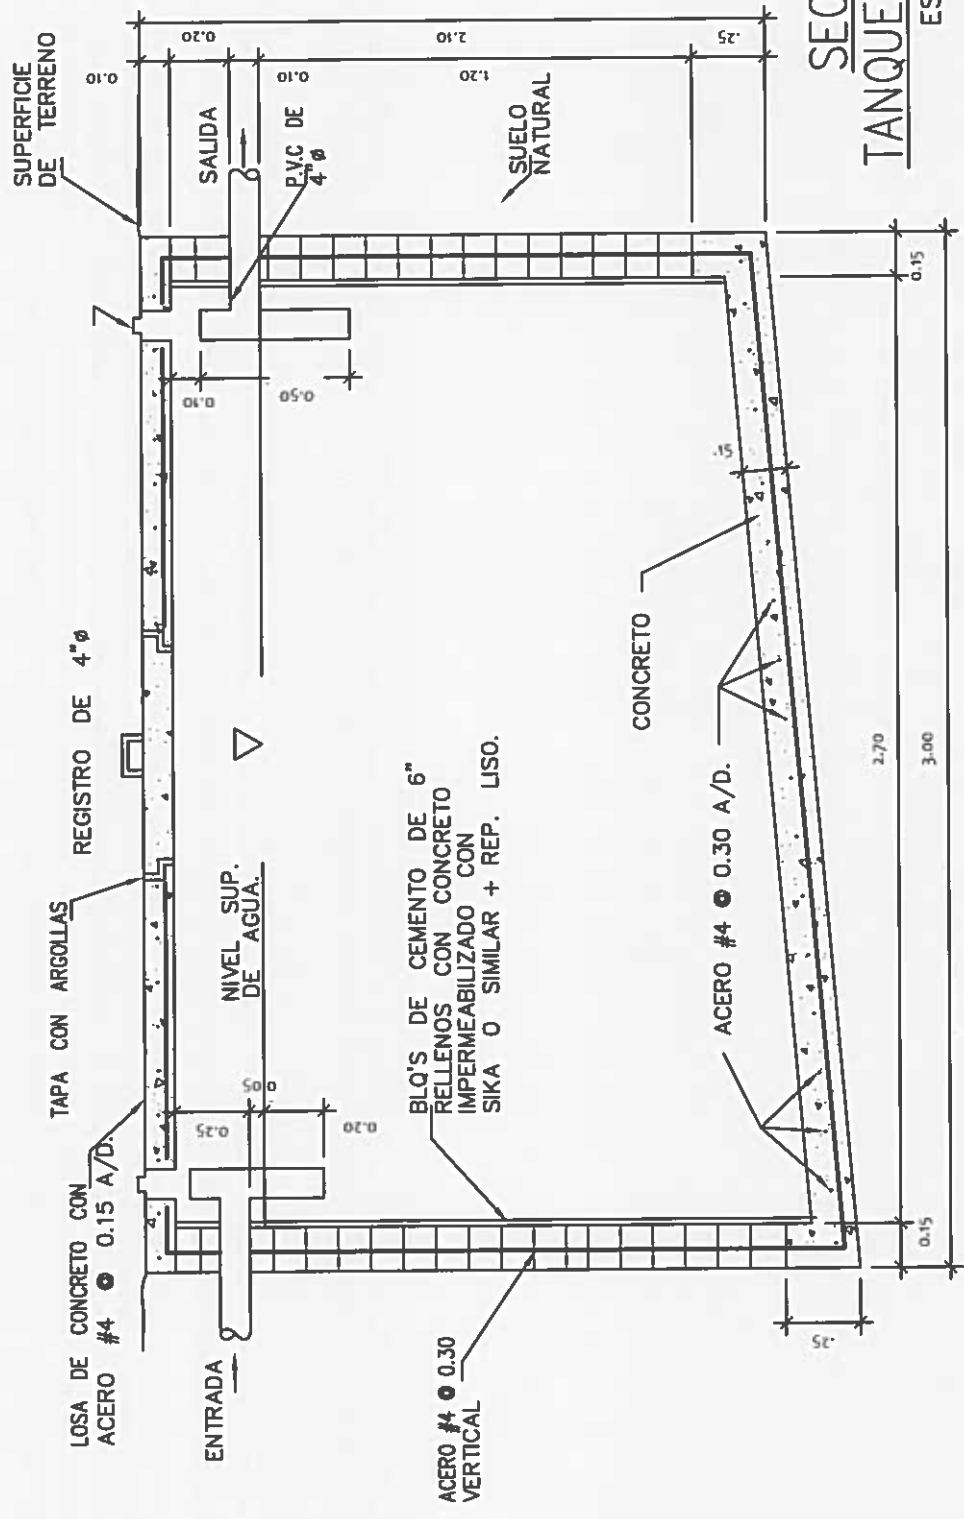 SUPERFICIE
DE TERRENO
SALIDA
P.V.C DE
4"ø
SUELO
NATURAL
REGISTRO DE 4"ø
TAPA CON ARGOLLAS
LOSA DE CONCRETO CON
ACERO #4 @ 0.15 A/D.
ENTRADA
NIVEL SUP.
DE AGUA.
BLQ'S DE CEMENTO DE 6"
RELLENOS CON CONCRETO
IMPERMEABILIZADO CON
SIKA O SIMILAR + REP. LISO.
CONCRETO
ACERO #4 @ 0.30 A/D.
ACERO #4 @ 0.30
VERTICAL
0.10
0.20
0.10
1.20
2.10
.25
0.10
0.50
.15
0.25
0.05
0.20
.25
0.15
2.70
0.15
3.00
SEC
TANQUE
ES